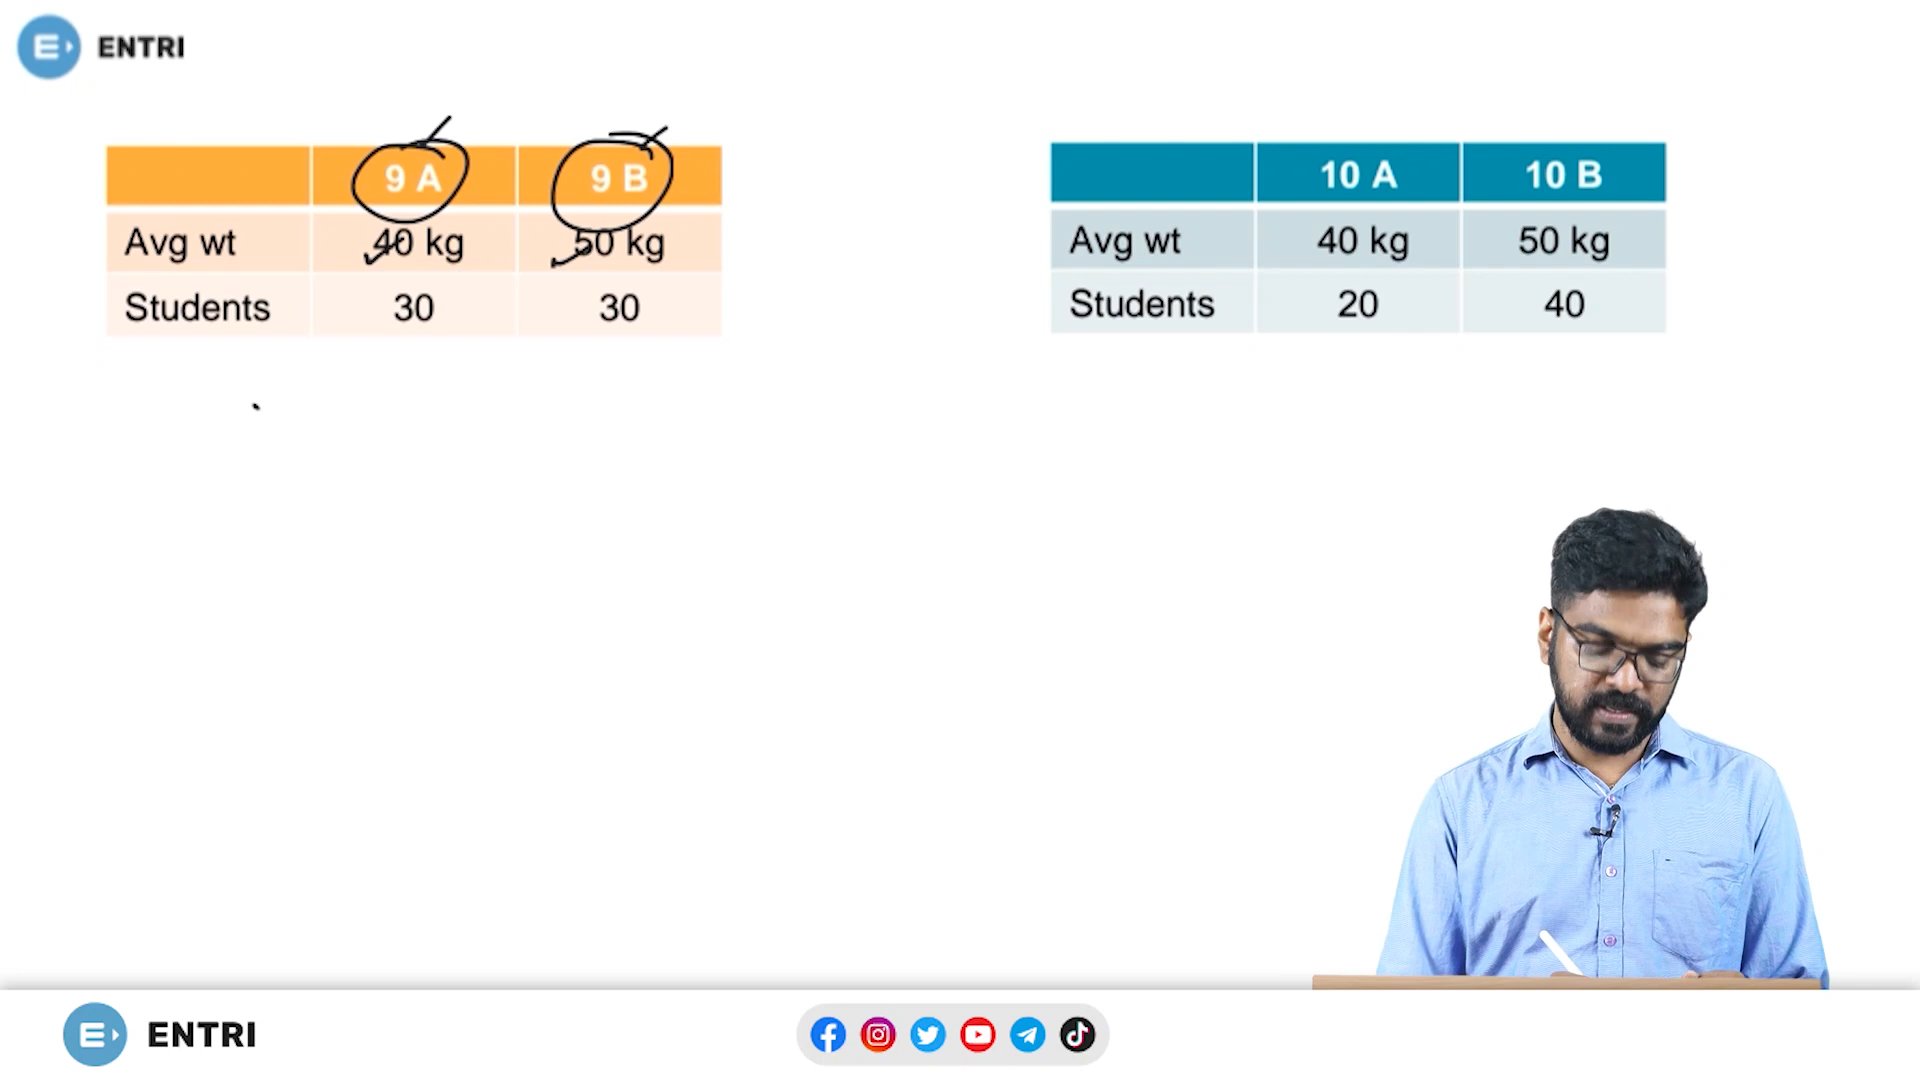 ENTRI
9 A 9 B
Avg wt 40 kg 50 kg
Students 30 30
10 A 10 B
Avg wt 40 kg 50 kg
Students 20 40
ENTRI